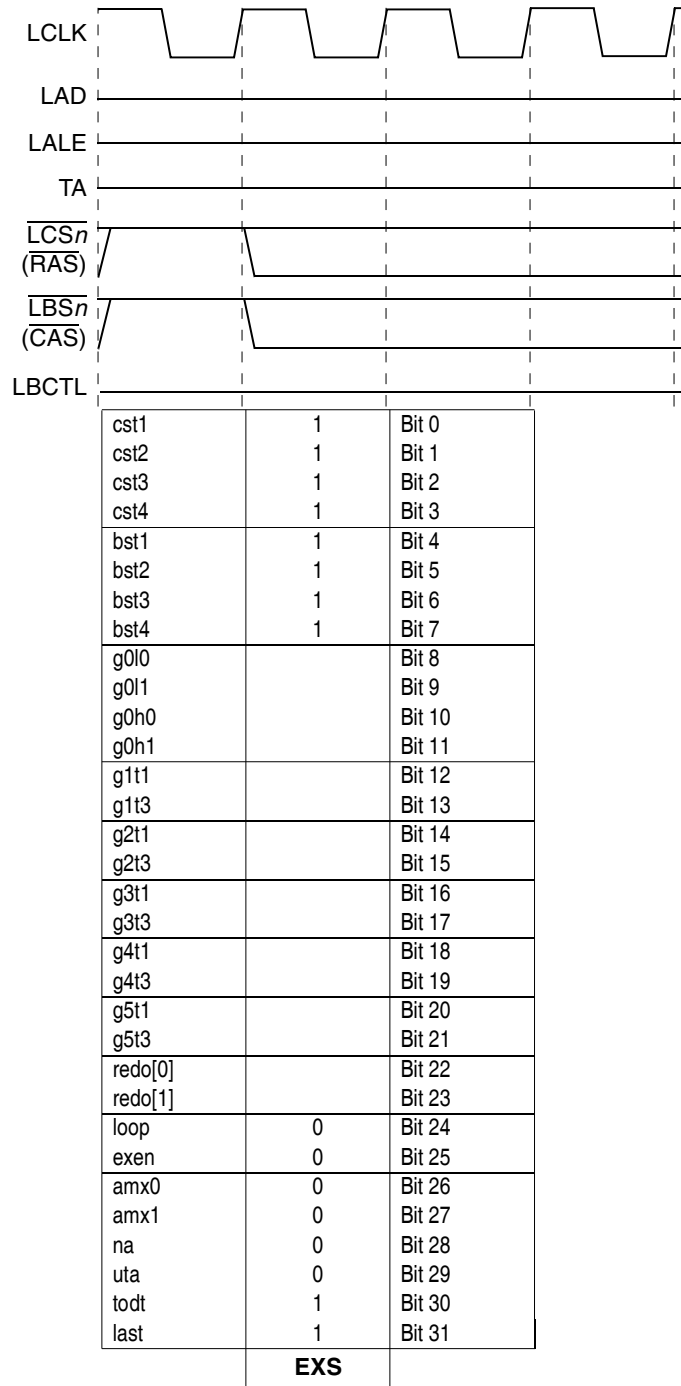 LCLK
LAD
LALE
TA
LCSn
(RAS)
LBSn
(CAS)
LBCTL
cst1 1 Bit 0
cst2 1 Bit 1
cst3 1 Bit 2
cst4 1 Bit 3
bst1 1 Bit 4
bst2 1 Bit 5
bst3 1 Bit 6
bst4 1 Bit 7
g0l0 Bit 8
g0l1 Bit 9
g0h0 Bit 10
g0h1 Bit 11
g1t1 Bit 12
g1t3 Bit 13
g2t1 Bit 14
g2t3 Bit 15
g3t1 Bit 16
g3t3 Bit 17
g4t1 Bit 18
g4t3 Bit 19
g5t1 Bit 20
g5t3 Bit 21
redo[0] Bit 22
redo[1] Bit 23
loop 0 Bit 24
exen 0 Bit 25
amx0 0 Bit 26
amx1 0 Bit 27
na 0 Bit 28
uta 0 Bit 29
todt 1 Bit 30
last 1 Bit 31
EXS